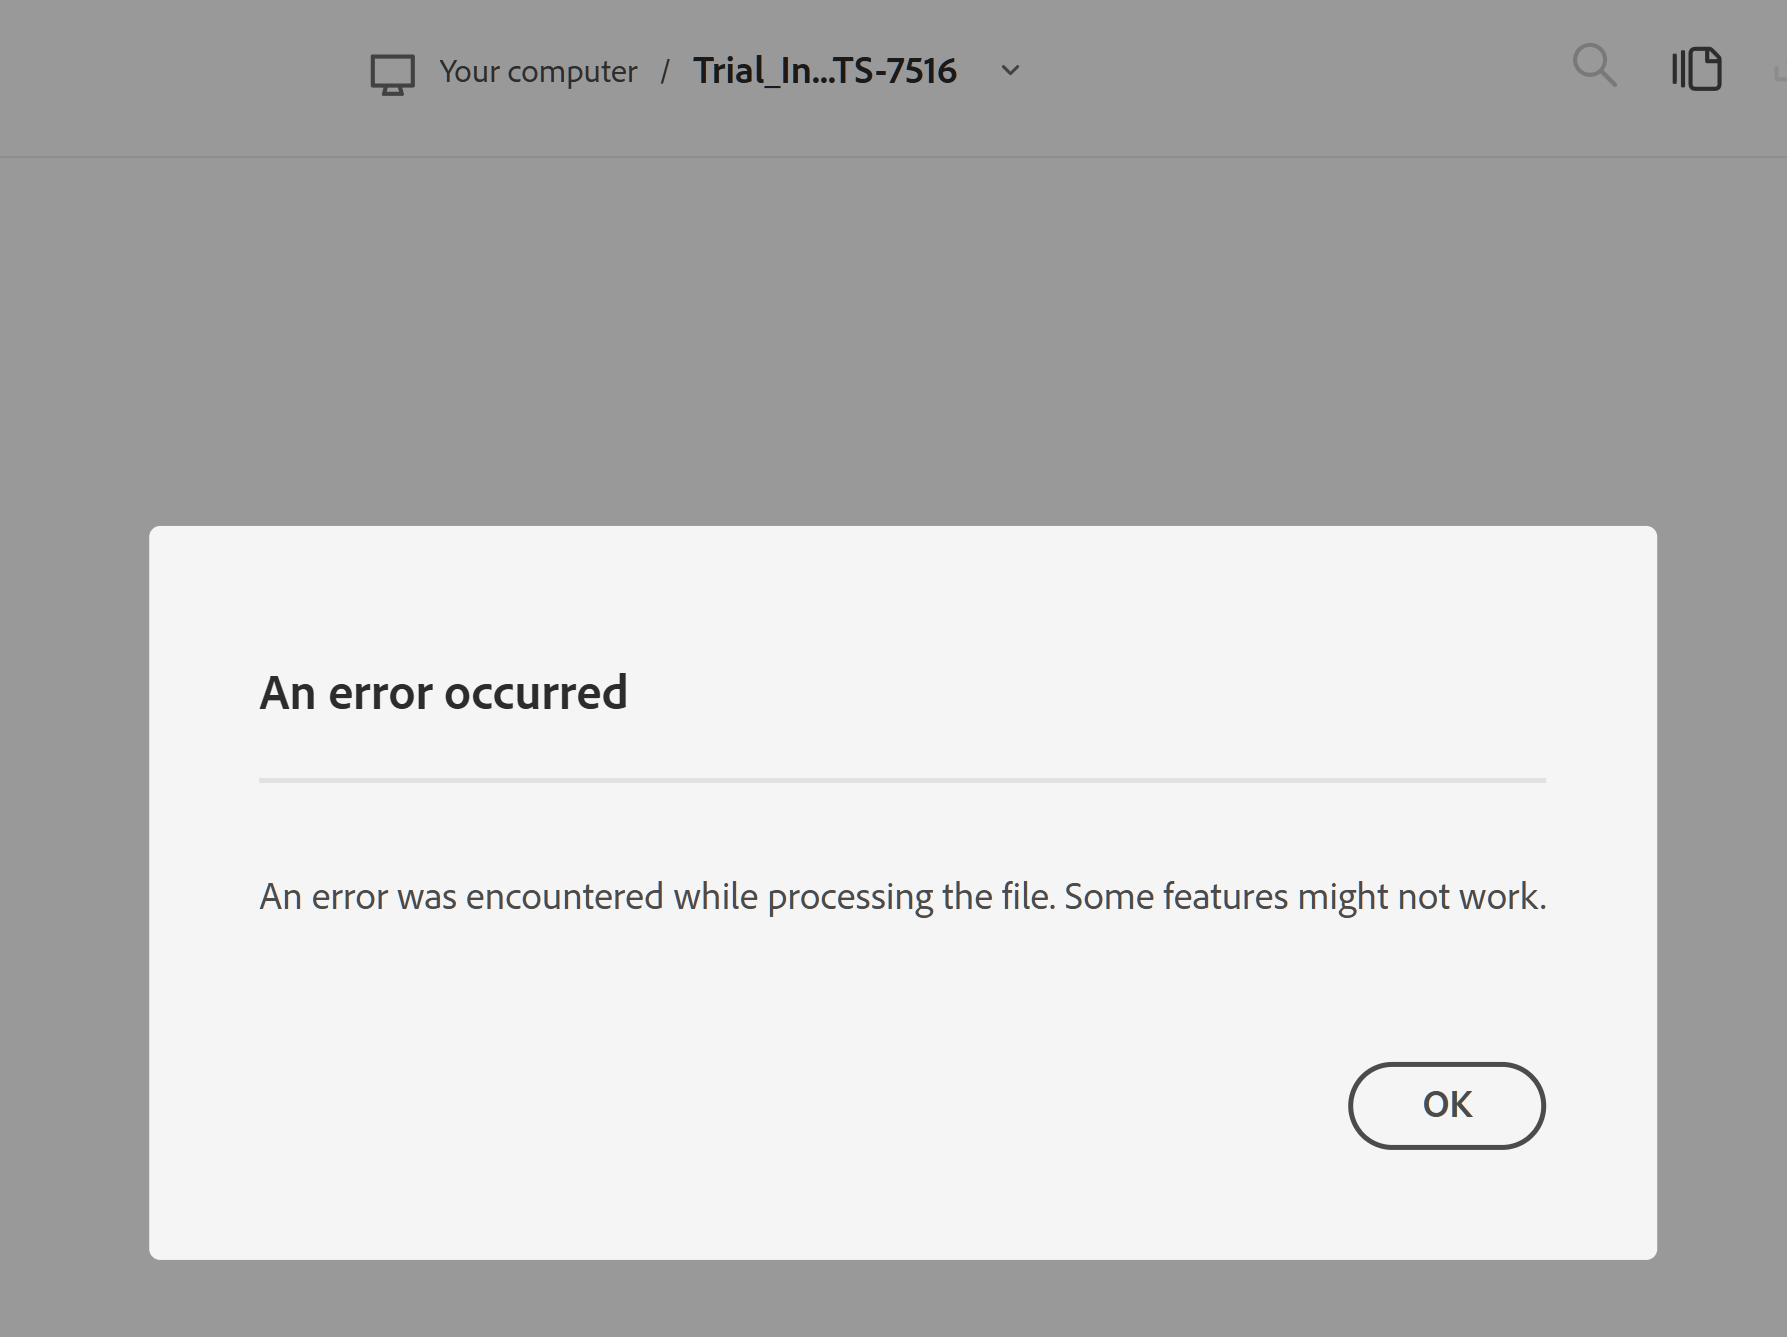 Your computer / Trial_In...TS-7516
An error occurred
An error was encountered while processing the file. Some features might not work.
OK